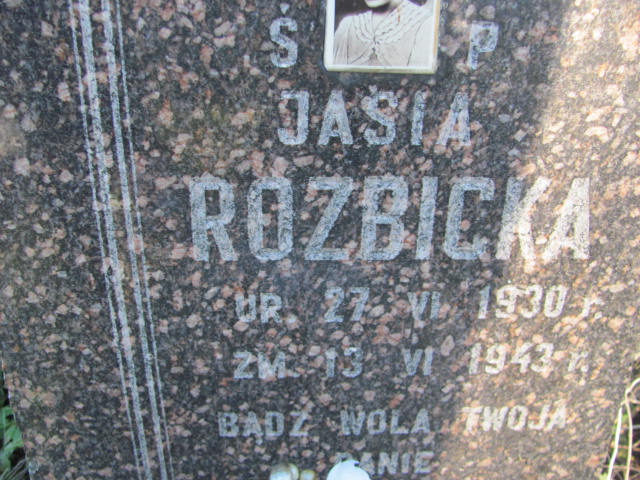 Ś P
JASIA
ROZBICKA
UR. 27 VI 1930 r.
ZM. 13 VI 1943 r.
BĄDŹ WOLA TWOJA
PANIE